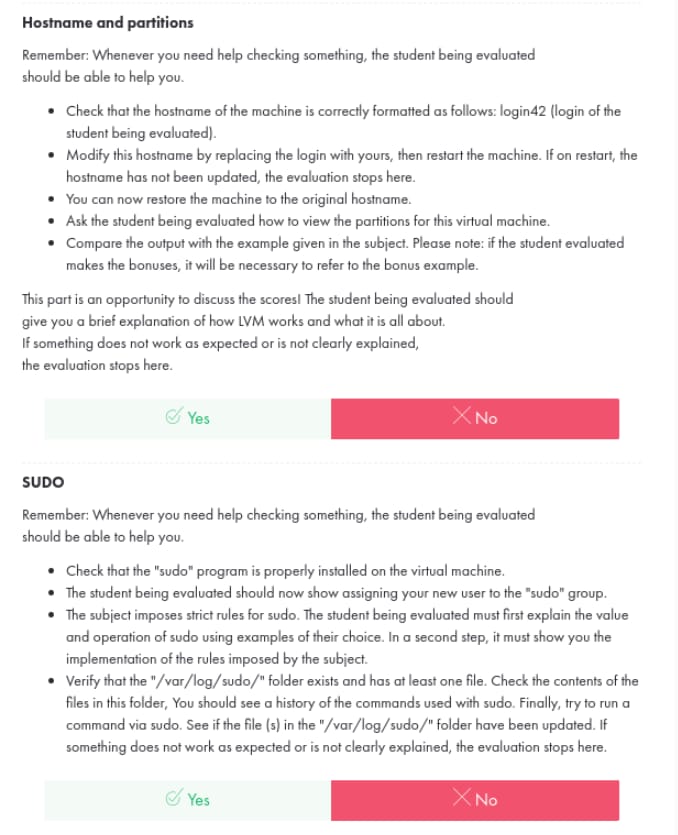 Hostname and partitions
Remember: Whenever you need help checking something, the student being evaluated
should be able to help you.
• Check that the hostname of the machine is correctly formatted as follows: login42 (login of the
student being evaluated).
• Modify this hostname by replacing the login with yours, then restart the machine. If on restart, the
hostname has not been updated, the evaluation stops here.
• You can now restore the machine to the original hostname.
• Ask the student being evaluated how to view the partitions for this virtual machine.
• Compare the output with the example given in the subject. Please note: if the student evaluated
makes the bonuses, it will be necessary to refer to the bonus example.
This part is an opportunity to discuss the scores! The student being evaluated should
give you a brief explanation of how LVM works and what it is all about.
If something does not work as expected or is not clearly explained,
the evaluation stops here.
Yes
No
SUDO
Remember: Whenever you need help checking something, the student being evaluated
should be able to help you.
• Check that the "sudo" program is properly installed on the virtual machine.
• The student being evaluated should now show assigning your new user to the "sudo" group.
• The subject imposes strict rules for sudo. The student being evaluated must first explain the value
and operation of sudo using examples of their choice. In a second step, it must show you the
implementation of the rules imposed by the subject.
• Verify that the "/var/log/sudo/" folder exists and has at least one file. Check the contents of the
files in this folder, You should see a history of the commands used with sudo. Finally, try to run a
command via sudo. See if the file (s) in the "/var/log/sudo/" folder have been updated. If
something does not work as expected or is not clearly explained, the evaluation stops here.
Yes
No